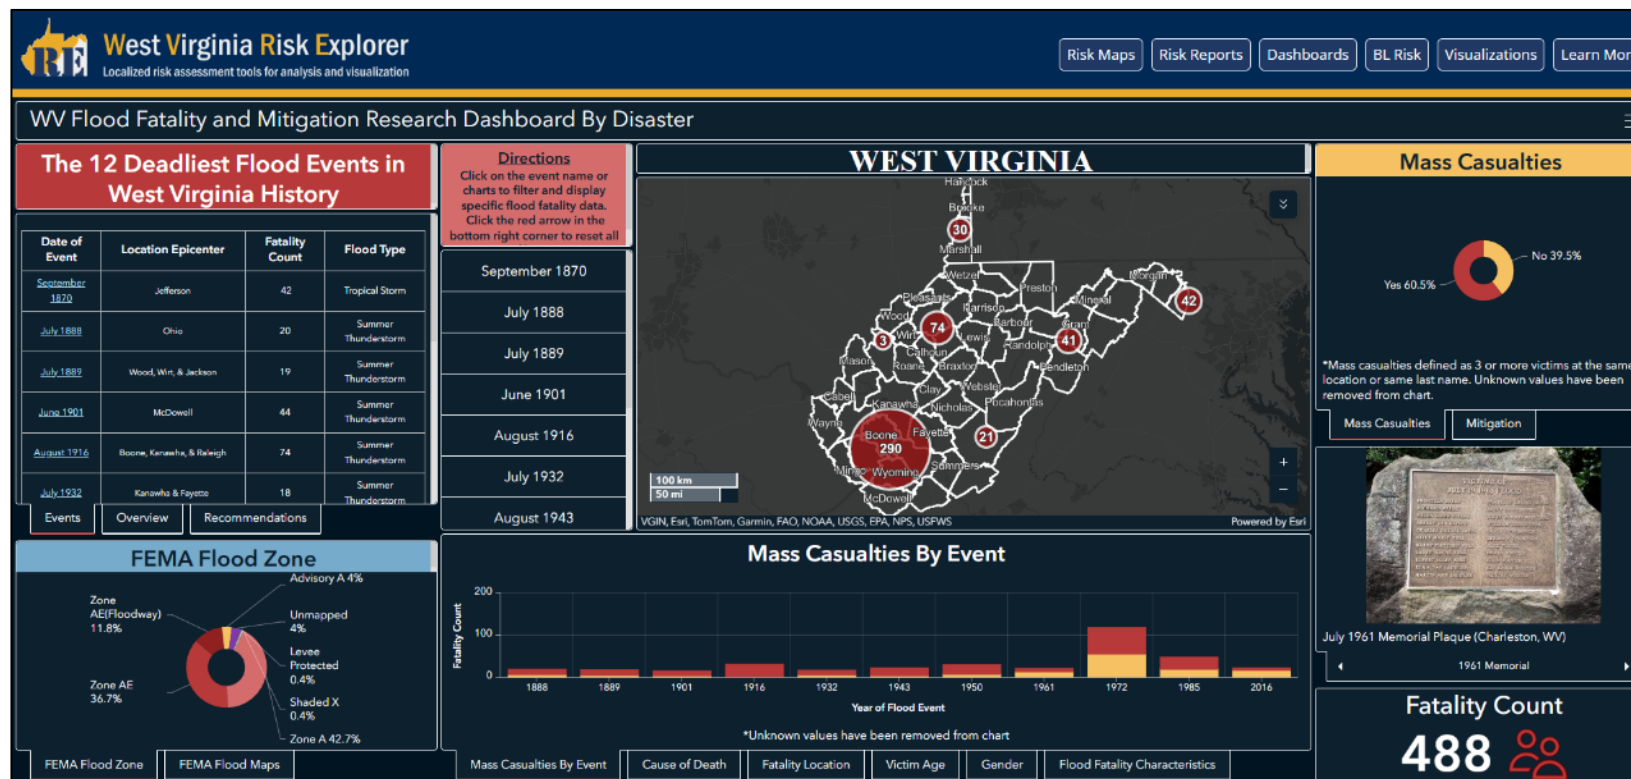 RE
West Virginia Risk Explorer
Localized risk assessment tools for analysis and visualization
Risk Maps
Risk Reports
Dashboards
BL Risk
Visualizations
Learn Mor
WV Flood Fatality and Mitigation Research Dashboard By Disaster
The 12 Deadliest Flood Events in
West Virginia History
Date of
Event
Location Epicenter
Fatality
Count
Flood Type
September
1870
Jefferson
42
Tropical Storm
July 1888
Ohio
20
Summer
Thunderstorm
July 1889
Wood, Wirt, & Jackson
19
Summer
Thunderstorm
June 1901
McDowell
44
Summer
Thunderstorm
August 1916
Boone, Kanawha, & Raleigh
74
Summer
Thunderstorm
July 1932
Kanawha & Fayette
18
Summer
Thunderstorm
Events
Overview
Recommendations
Directions
Click on the event name or
charts to filter and display
specific flood fatality data.
Click the red arrow in the
bottom right corner to reset all
September 1870
July 1888
July 1889
June 1901
August 1916
July 1932
August 1943
WEST VIRGINIA
Hancock
Brooke
30
Marshall
Wetzel
Preston
Morgan
Pleasants
Harrison
Mineral
42
Wood
74
Barbour
Grant
3
Wirt
Lewis
Randolph
41
Calhoun
Mason
Roane
Braxton
Pendleton
Clay
Webster
Cabell
Kanawha
Nicholas
Pocahontas
Wayne
Boone
Fayette
21
290
Mingo
Wyoming
Summers
McDowell
100 km
50 mi
+
−
VGIN, Esri, TomTom, Garmin, FAO, NOAA, USGS, EPA, NPS, USFWS
Powered by Esri
Mass Casualties
No 39.5%
Yes 60.5%
*Mass casualties defined as 3 or more victims at the same
location or same last name. Unknown values have been
removed from chart.
Mass Casualties
Mitigation
VICTIMS OF
JULY 19 1961 FLOOD
July 1961 Memorial Plaque (Charleston, WV)
1961 Memorial
Fatality Count
488
FEMA Flood Zone
Advisory A 4%
Zone
AE(Floodway)
11.8%
Unmapped
4%
Levee
Protected
0.4%
Zone AE
36.7%
Shaded X
0.4%
Zone A 42.7%
FEMA Flood Zone
FEMA Flood Maps
Mass Casualties By Event
Fatality Count
200
100
0
1888
1889
1901
1916
1932
1943
1950
1961
1972
1985
2016
Year of Flood Event
*Unknown values have been removed from chart
Mass Casualties By Event
Cause of Death
Fatality Location
Victim Age
Gender
Flood Fatality Characteristics